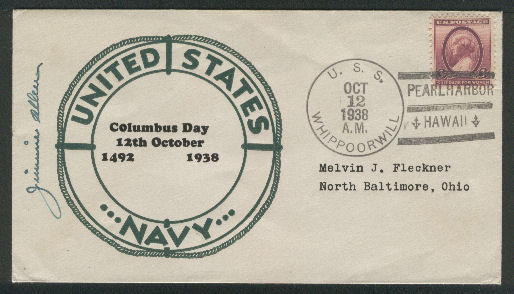 UNITED STATES
Columbus Day
12th October
1492 1938
...NAVY...
U. S. S.
OCT
12
1938
A.M.
WHIPPOORWILL
PEARL HARBOR
HAWAII
U.S. POSTAGE
Melvin J. Fleckner
North Baltimore, Ohio